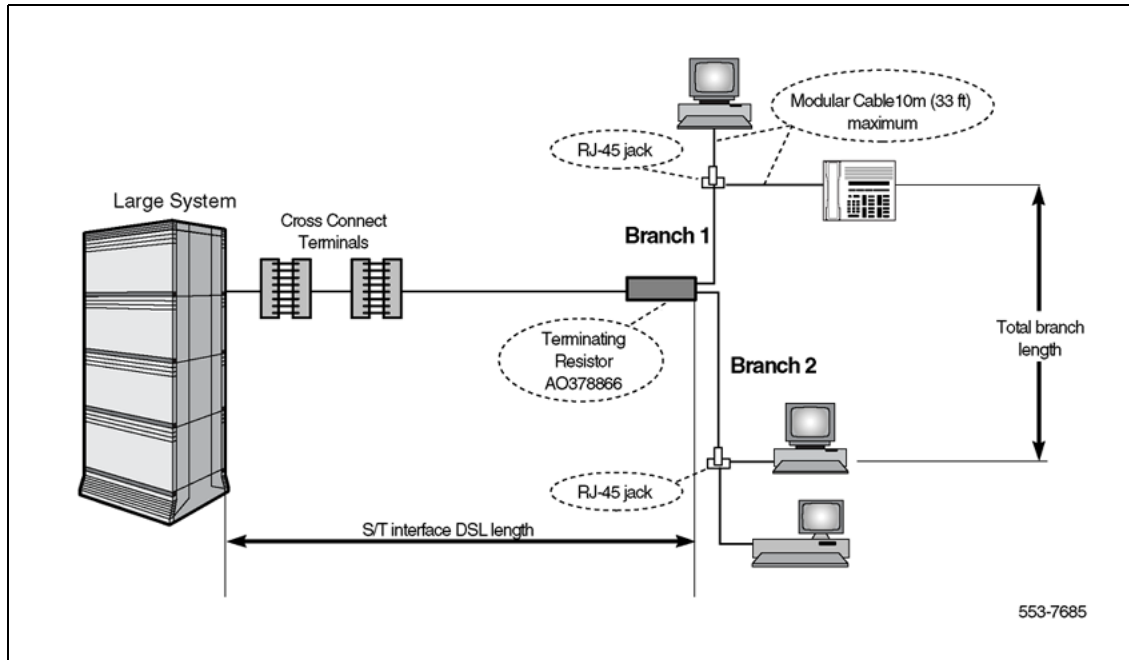 Modular Cable10m (33 ft)
maximum
RJ-45 jack
Large System
Cross Connect
Terminals
Branch 1
Terminating
Resistor
AO378866
Total branch
length
Branch 2
RJ-45 jack
S/T interface DSL length
553-7685